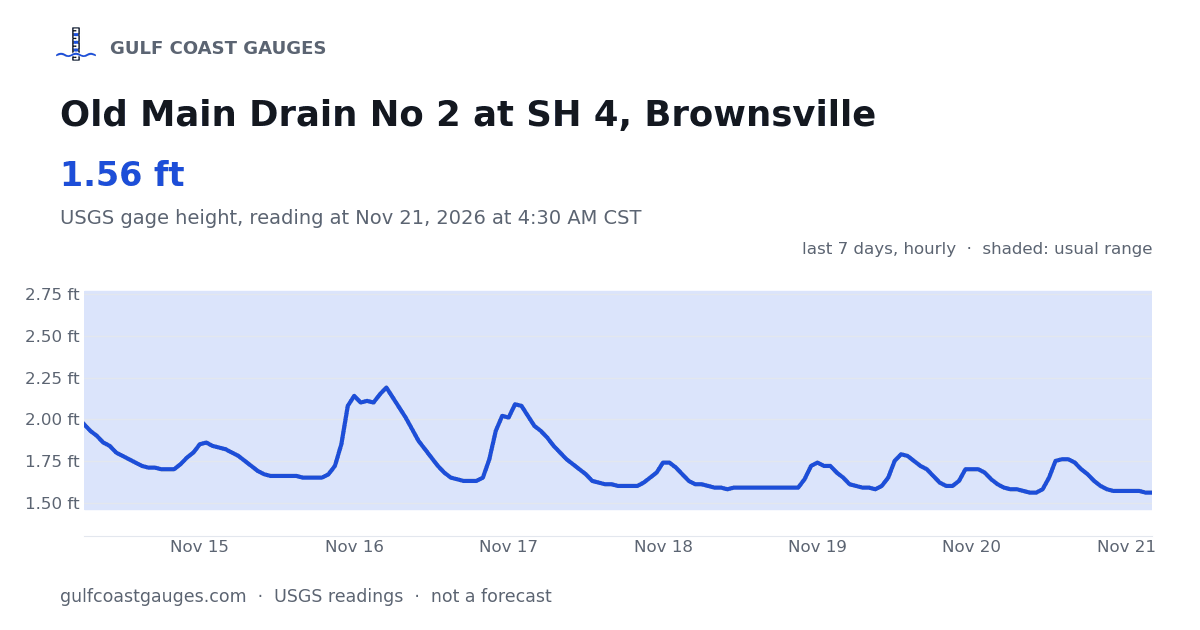 GULF COAST GAUGES
Old Main Drain No 2 at SH 4, Brownsville
1.56 ft
USGS gage height, reading at Nov 21, 2026 at 4:30 AM CST
last 7 days, hourly · shaded: usual range
2.75 ft
2.50 ft
2.25 ft
2.00 ft
1.75 ft
1.50 ft
Nov 15 Nov 16 Nov 17 Nov 18 Nov 19 Nov 20 Nov 21
gulfcoastgauges.com · USGS readings · not a forecast